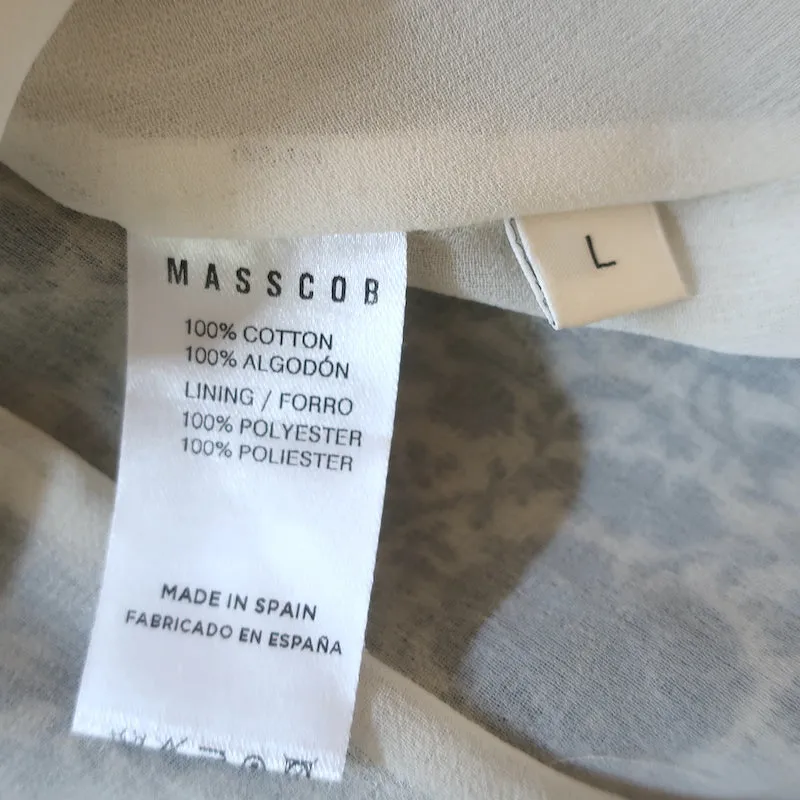 MASSCOB
100% COTTON
100% ALGODÓN
LINING / FORRO
100% POLYESTER
100% POLIESTER
MADE IN SPAIN
FABRICADO EN ESPAÑA
L